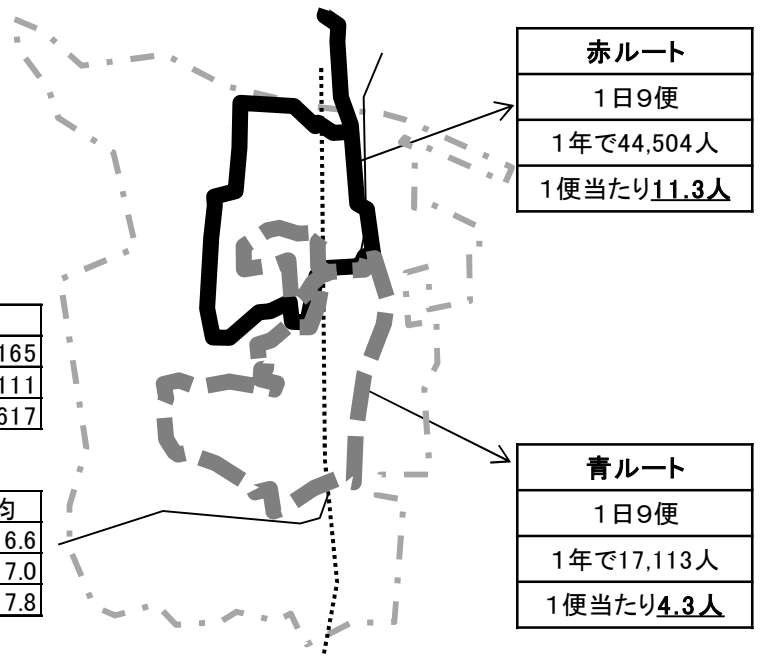 赤ルート
1日9便
1年で44,504人
1便当たり11.3人
165
111
617
均
6.6
7.0
7.8
青ルート
1日9便
1年で17,113人
1便当たり4.3人